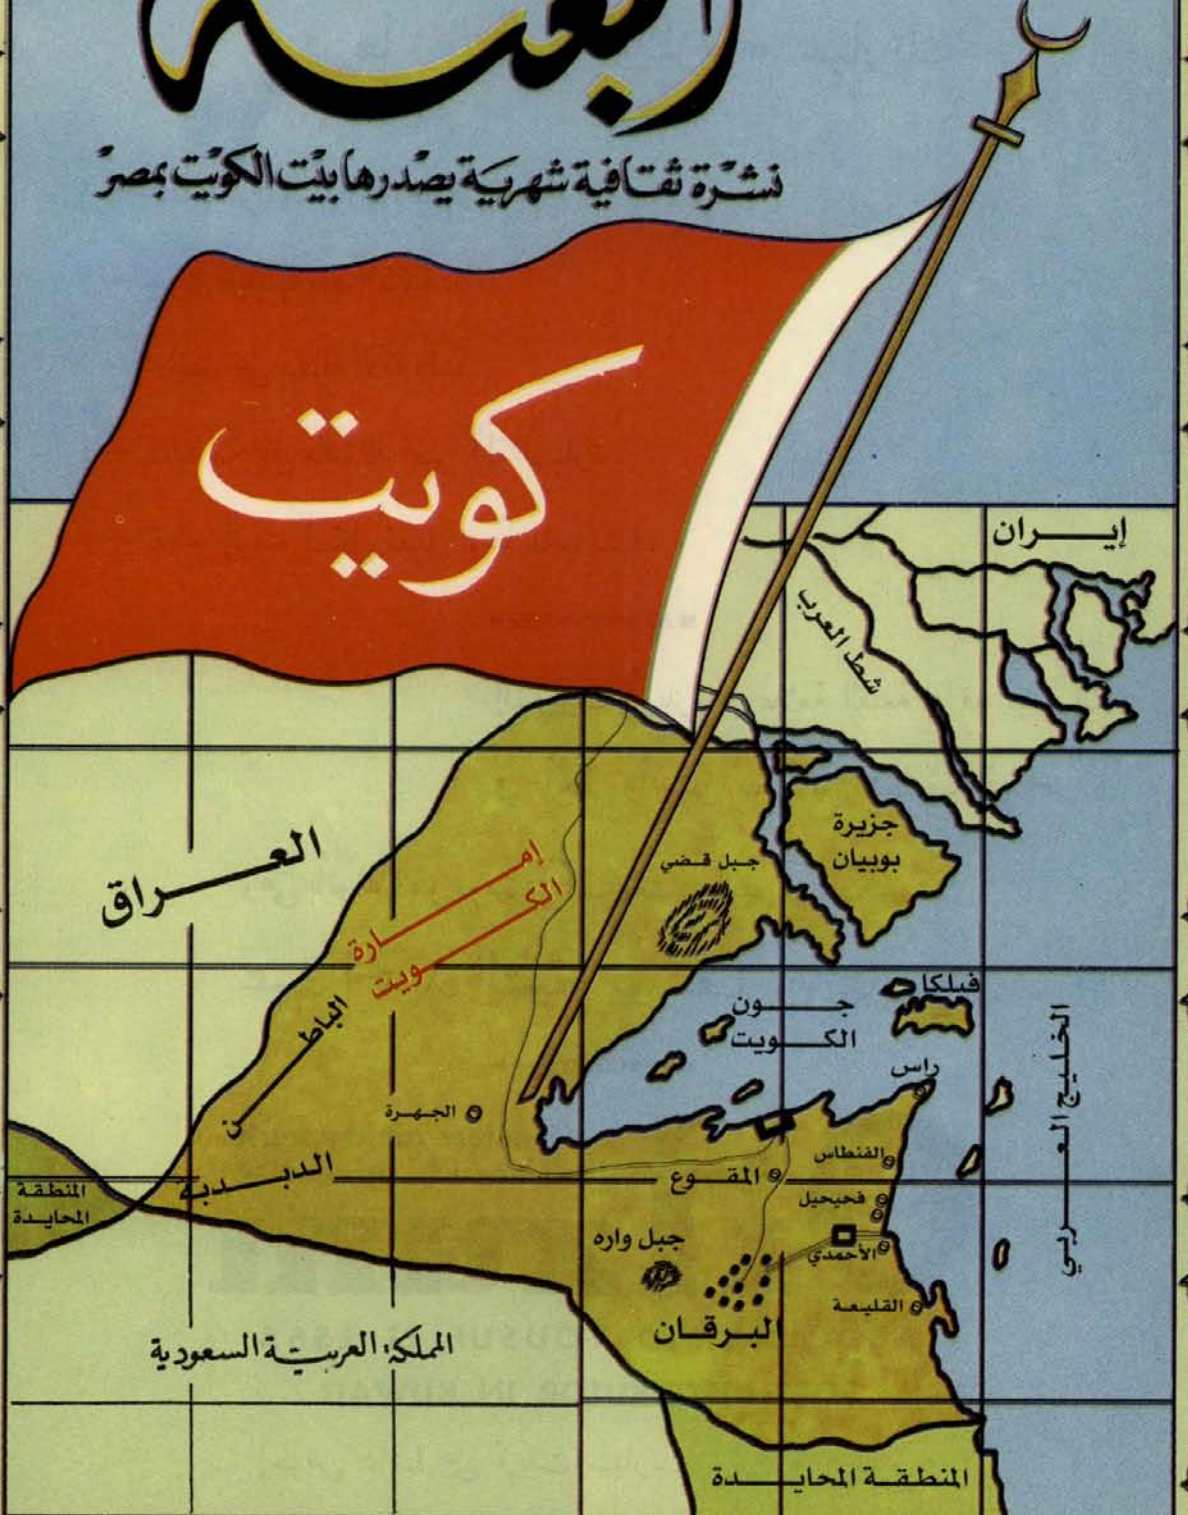 البعثة
نشرة ثقافية شهرية يصدرها بيت الكويت بمصر
كويت
إيران
شط العرب
جزيرة
بوبيان
جبل قضي
العراق
إمارة
الكويت
الباطن
فيلكا
جون
الكويت
راس
الخليج العربي
الجهرة
الفنطاس
المقوع
الدبدبة
المنطقة
المحايدة
فحيحيل
جبل واره
الأحمدي
القليعة
البرقان
المملكة العربية السعودية
المنطقة المحايدة